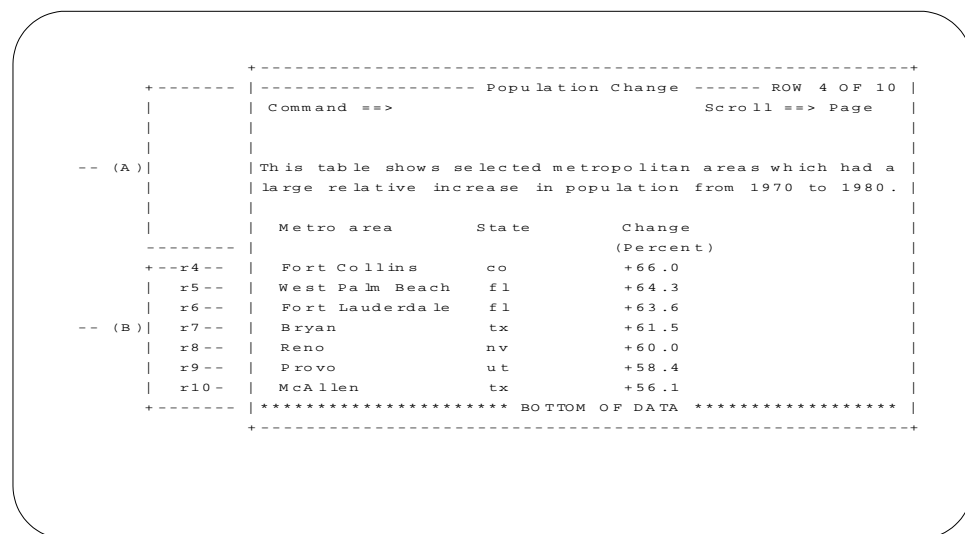 +----------------------------------------------------------+
+------- |------------------- Population Change ------ ROW 4 OF 10 |
| | Command ==> Scroll ==> Page |
| | |
| | |
-- (A)| |This table shows selected metropolitan areas which had a |
| |large relative increase in population from 1970 to 1980. |
| | |
| | Metro area State Change |
-------- | (Percent) |
+--r4-- | Fort Collins co +66.0 |
| r5-- | West Palm Beach fl +64.3 |
| r6-- | Fort Lauderdale fl +63.6 |
-- (B)| r7-- | Bryan tx +61.5 |
| r8-- | Reno nv +60.0 |
| r9-- | Provo ut +58.4 |
| r10- | McAllen tx +56.1 |
+------- |********************** BOTTOM OF DATA ****************** |
+----------------------------------------------------------+